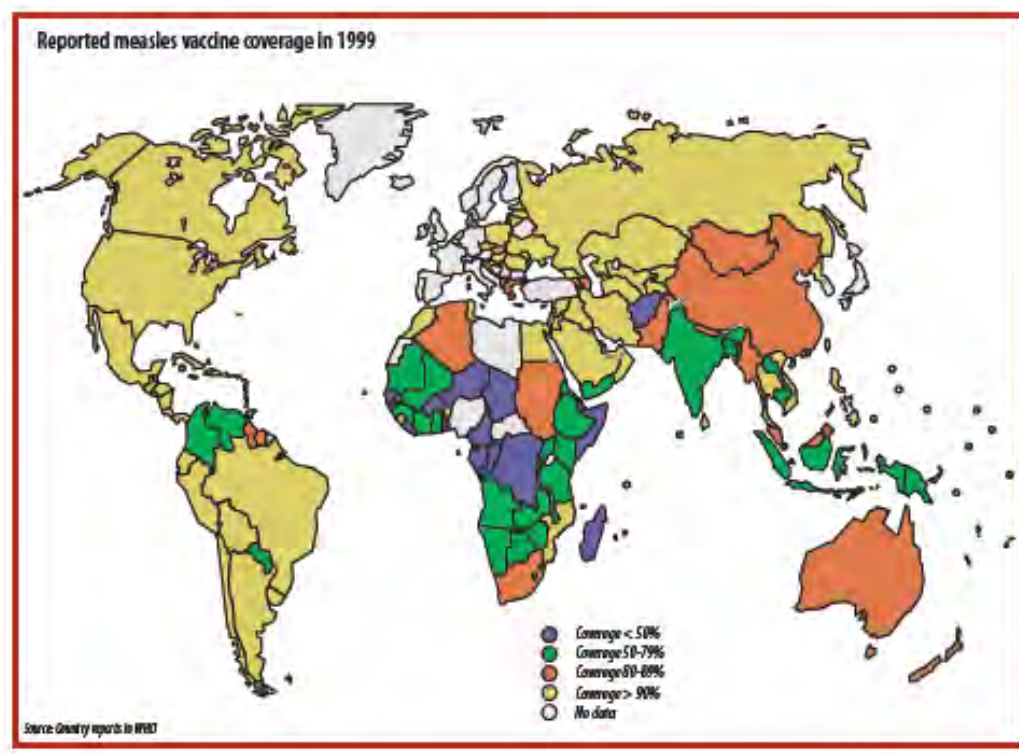 Reported measles vaccine coverage in 1999
Coverage < 50%
Coverage 50-79%
Coverage 80-89%
Coverage > 90%
No data
Source: Country reports to WHO